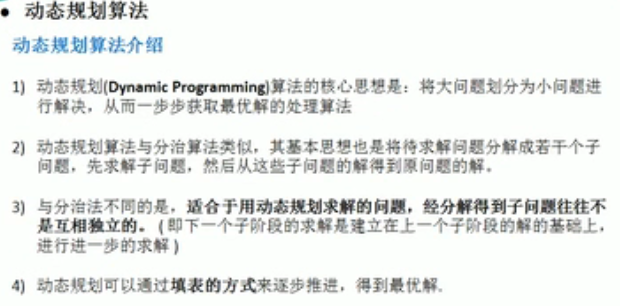 • 动态规划算法
动态规划算法介绍
1) 动态规划(Dynamic Programming)算法的核心思想是：将大问题划分为小问题进
行解决，从而一步步获取最优解的处理算法
2) 动态规划算法与分治算法类似，其基本思想也是将待求解问题分解成若干个子
问题，先求解子问题，然后从这些子问题的解得到原问题的解。
3) 与分治法不同的是，适合于用动态规划求解的问题，经分解得到子问题往往不
是互相独立的。 ( 即下一个子阶段的求解是建立在上一个子阶段的解的基础上，
进行进一步的求解 )
4) 动态规划可以通过填表的方式来逐步推进，得到最优解.